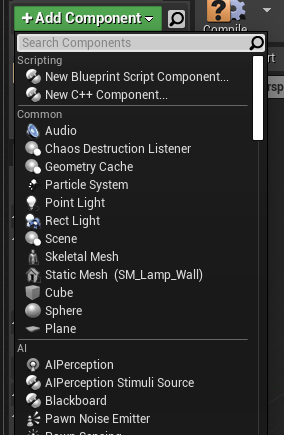 + Add Component
Compile
Search Components
Scripting
New Blueprint Script Component...
New C++ Component...
Common
Audio
Chaos Destruction Listener
Geometry Cache
Particle System
Point Light
Rect Light
Scene
Skeletal Mesh
Static Mesh (SM_Lamp_Wall)
Cube
Sphere
Plane
AI
AIPerception
AIPerception Stimuli Source
Blackboard
Pawn Noise Emitter
Pawn Sensing